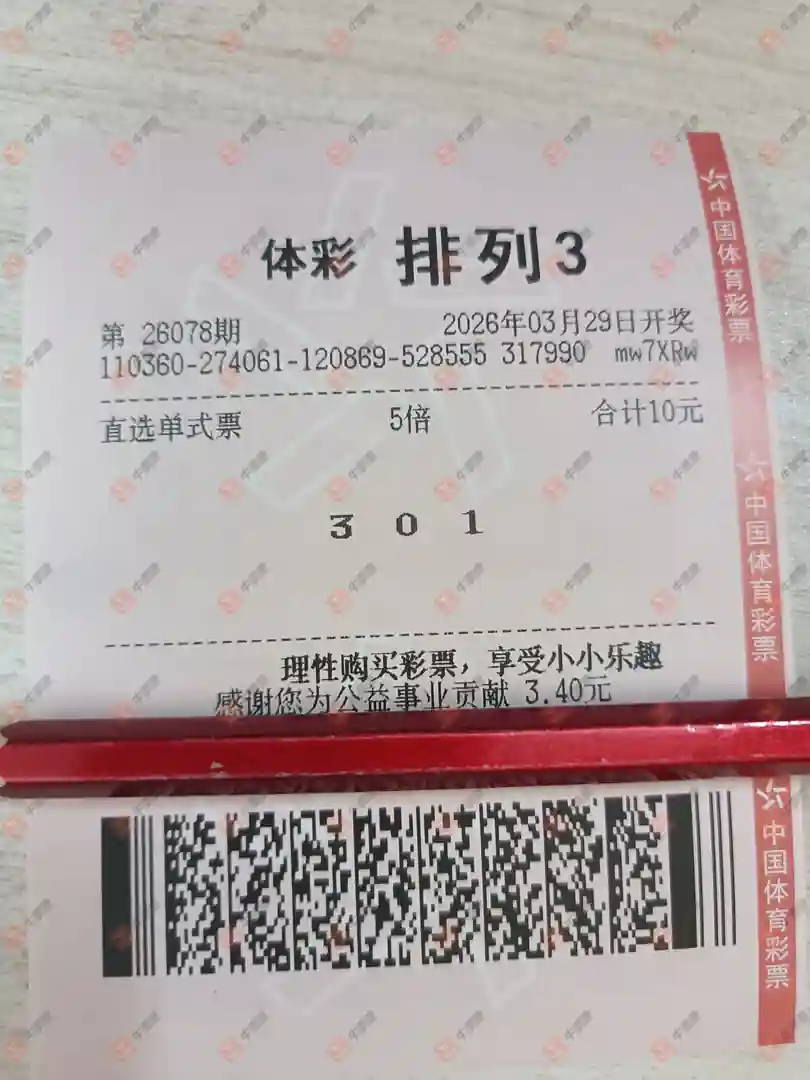 体彩 排列3
第 26078期 2026年03月29日开奖
110360-274061-120869-528555 317990 mw7XRw
直选单式票 5倍 合计10元
3 0 1
理性购买彩票，享受小小乐趣
感谢您为公益事业贡献 3.40元
中国体育彩票
中国体育彩票
中国体育彩票